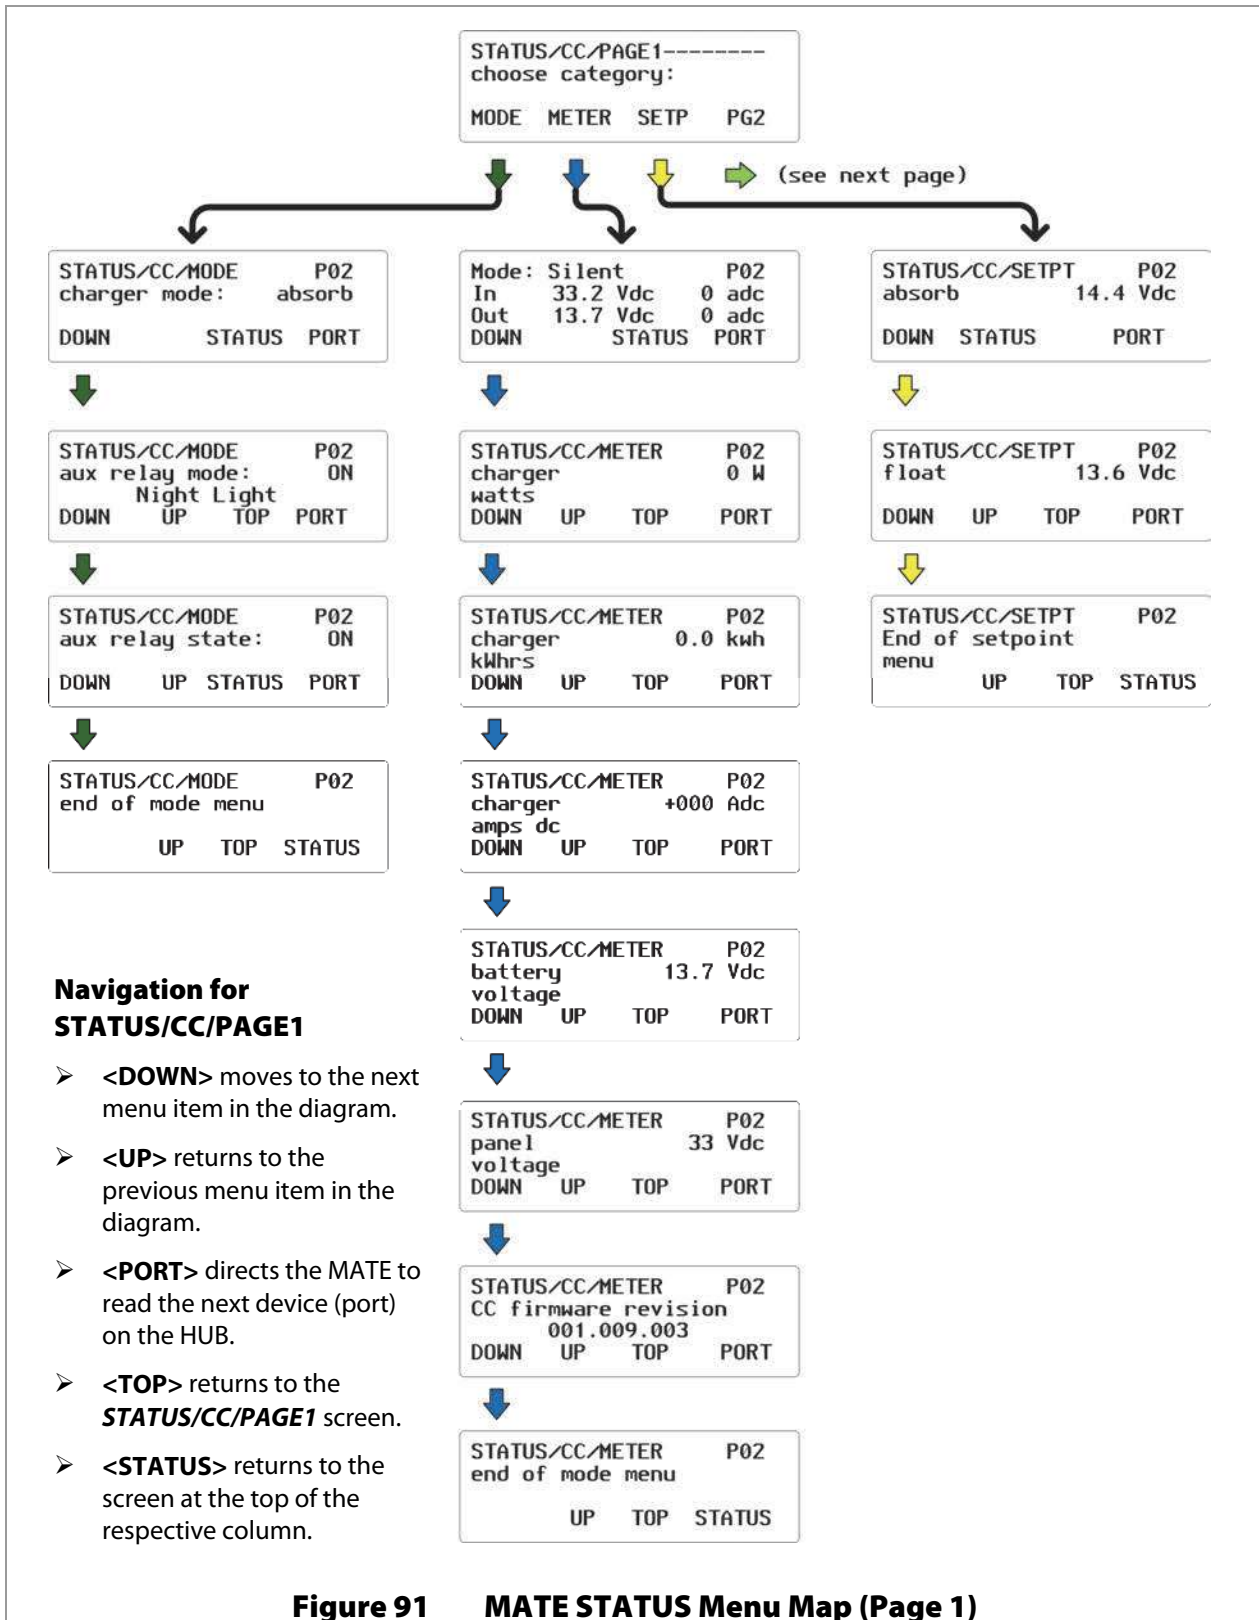 STATUS/CC/PAGE1--------
choose category:
MODE METER SETP PG2
(see next page)
STATUS/CC/MODE P02
charger mode: absorb
DOWN STATUS PORT
Mode: Silent P02
In 33.2 Vdc 0 adc
Out 13.7 Vdc 0 adc
DOWN STATUS PORT
STATUS/CC/SETPT P02
absorb 14.4 Vdc
DOWN STATUS PORT
STATUS/CC/MODE P02
aux relay mode: ON
Night Light
DOWN UP TOP PORT
STATUS/CC/METER P02
charger 0 W
watts
DOWN UP TOP PORT
STATUS/CC/SETPT P02
float 13.6 Vdc
DOWN UP TOP PORT
STATUS/CC/MODE P02
aux relay state: ON
DOWN UP STATUS PORT
STATUS/CC/METER P02
charger 0.0 kwh
kWhrs
DOWN UP TOP PORT
STATUS/CC/SETPT P02
End of setpoint
menu
UP TOP STATUS
STATUS/CC/MODE P02
end of mode menu
UP TOP STATUS
STATUS/CC/METER P02
charger +000 Adc
amps dc
DOWN UP TOP PORT
STATUS/CC/METER P02
battery 13.7 Vdc
voltage
DOWN UP TOP PORT
STATUS/CC/METER P02
panel 33 Vdc
voltage
DOWN UP TOP PORT
STATUS/CC/METER P02
CC firmware revision
001.009.003
DOWN UP TOP PORT
STATUS/CC/METER P02
end of mode menu
UP TOP STATUS
Navigation for
STATUS/CC/PAGE1
➢ <DOWN> moves to the next
menu item in the diagram.
➢ <UP> returns to the
previous menu item in the
diagram.
➢ <PORT> directs the MATE to
read the next device (port)
on the HUB.
➢ <TOP> returns to the
STATUS/CC/PAGE1 screen.
➢ <STATUS> returns to the
screen at the top of the
respective column.
Figure 91 MATE STATUS Menu Map (Page 1)